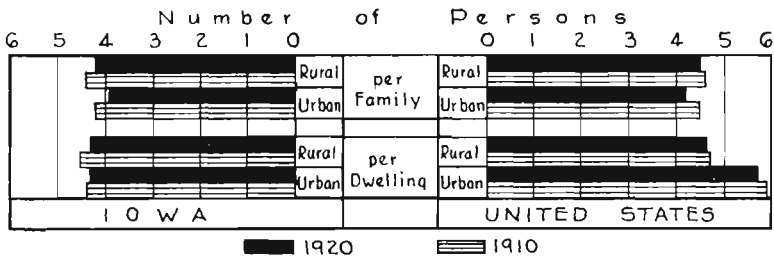 Number of Persons
6 5 4 3 2 1 0 0 1 2 3 4 5 6
Rural per Family Rural
Urban Urban
Rural per Dwelling Rural
Urban Urban
IOWA UNITED STATES
1920 1910